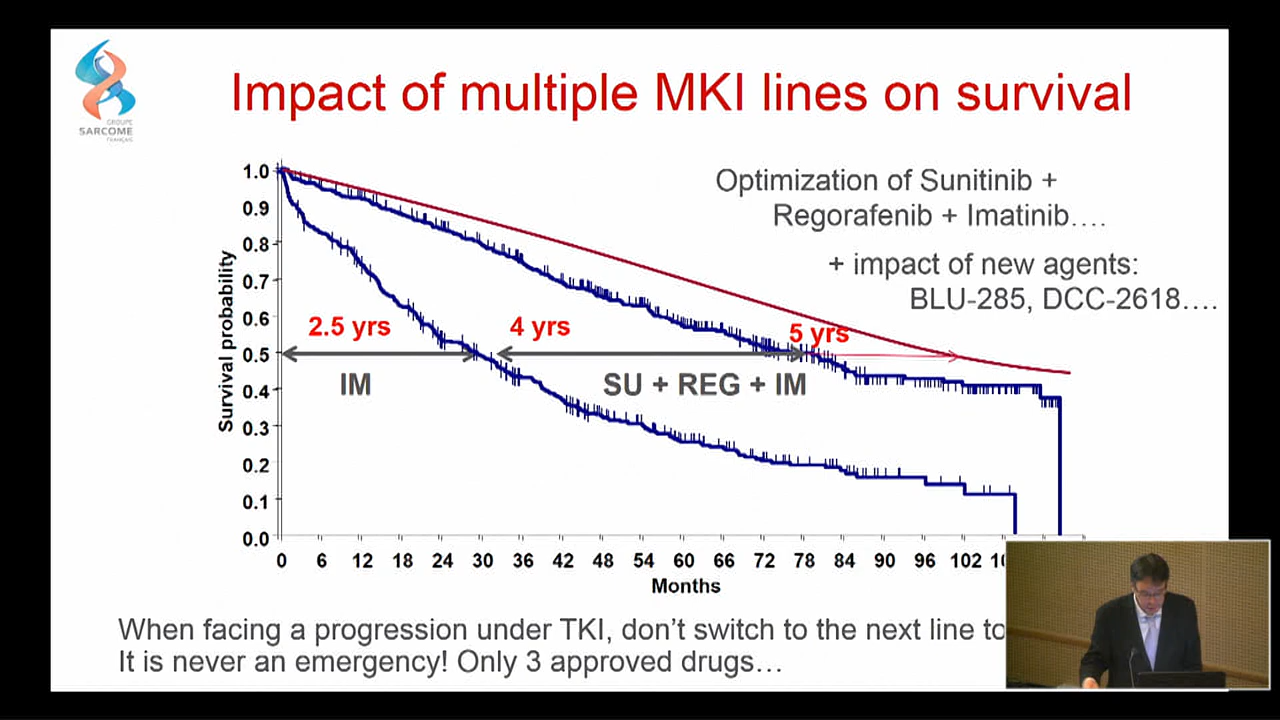 Impact of multiple MKI lines on survival
GROUPE
SARCOME
FRANÇAIS
Optimization of Sunitinib +
Regorafenib + Imatinib….
+ impact of new agents:
BLU-285, DCC-2618….
Survival probability
1.0
0.9
0.8
0.7
0.6
0.5
0.4
0.3
0.2
0.1
0.0
2.5 yrs
4 yrs
5 yrs
IM
SU + REG + IM
0 6 12 18 24 30 36 42 48 54 60 66 72 78 84 90 96 102
Months
When facing a progression under TKI, don't switch to the next line to
It is never an emergency! Only 3 approved drugs…